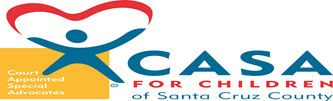 CASA
FOR CHILDREN
of Santa Cruz County
Court
Appointed
Special
Advocates
©